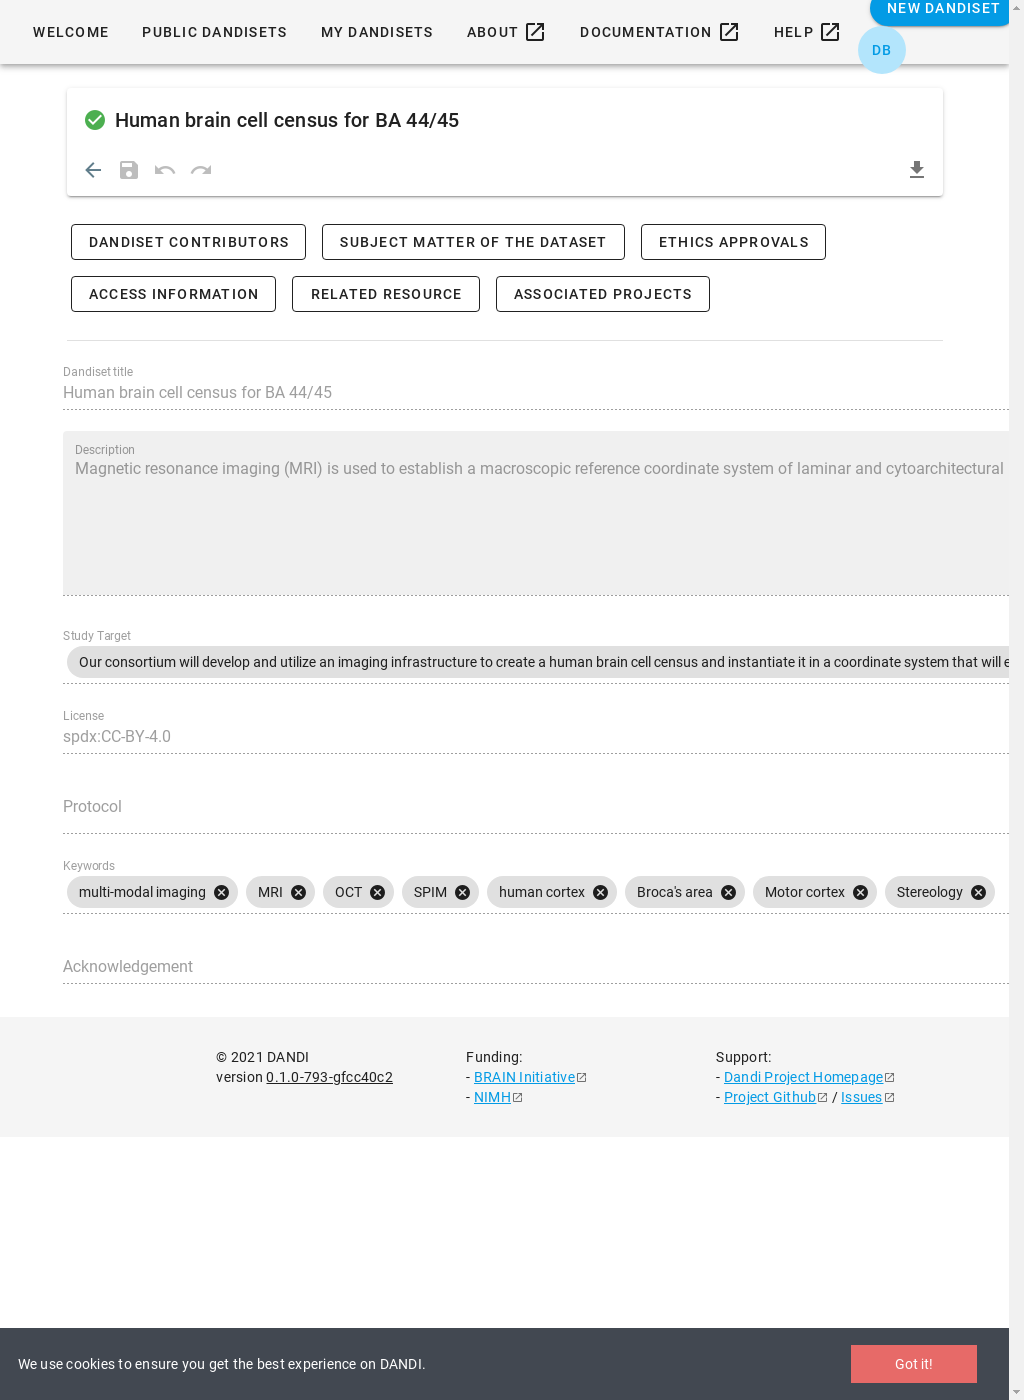 WELCOME PUBLIC DANDISETS MY DANDISETS ABOUT DOCUMENTATION HELP NEW DANDISET
DB
Human brain cell census for BA 44/45
DANDISET CONTRIBUTORS SUBJECT MATTER OF THE DATASET ETHICS APPROVALS
ACCESS INFORMATION RELATED RESOURCE ASSOCIATED PROJECTS
Dandiset title
Human brain cell census for BA 44/45
Description
Magnetic resonance imaging (MRI) is used to establish a macroscopic reference coordinate system of laminar and cytoarchitectural
Study Target
Our consortium will develop and utilize an imaging infrastructure to create a human brain cell census and instantiate it in a coordinate system that will
License
spdx:CC-BY-4.0
Protocol
Keywords
multi-modal imaging MRI OCT SPIM human cortex Broca's area Motor cortex Stereology
Acknowledgement
© 2021 DANDI
version 0.1.0-793-gfcc40c2
Funding:
- BRAIN Initiative
- NIMH
Support:
- Dandi Project Homepage
- Project Github / Issues
We use cookies to ensure you get the best experience on DANDI.
Got it!